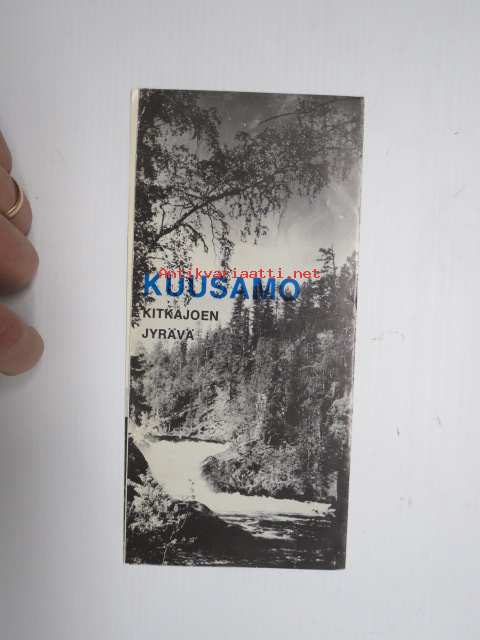 Antikvariaatti.net
KUUSAMO
KITKAJOEN
JYRÄVÄ